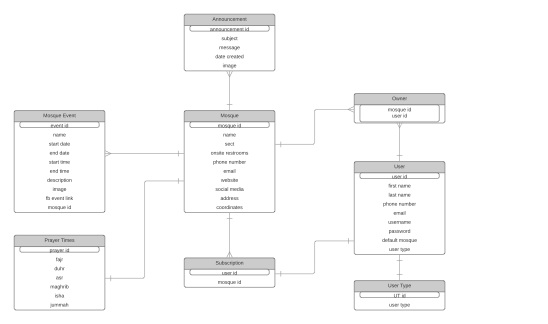 Announcement
announcement id
subject
message
date created
image
Mosque Event
event id
name
start date
end date
start time
end time
description
image
fb event link
mosque id
Mosque
mosque id
name
sect
onsite restrooms
phone number
email
website
social media
address
coordinates
Owner
mosque id
user id
User
user id
first name
last name
phone number
email
username
password
default mosque
user type
Prayer Times
prayer id
fajr
duhr
asr
maghrib
isha
jummah
Subscription
user id
mosque id
User Type
UT id
user type